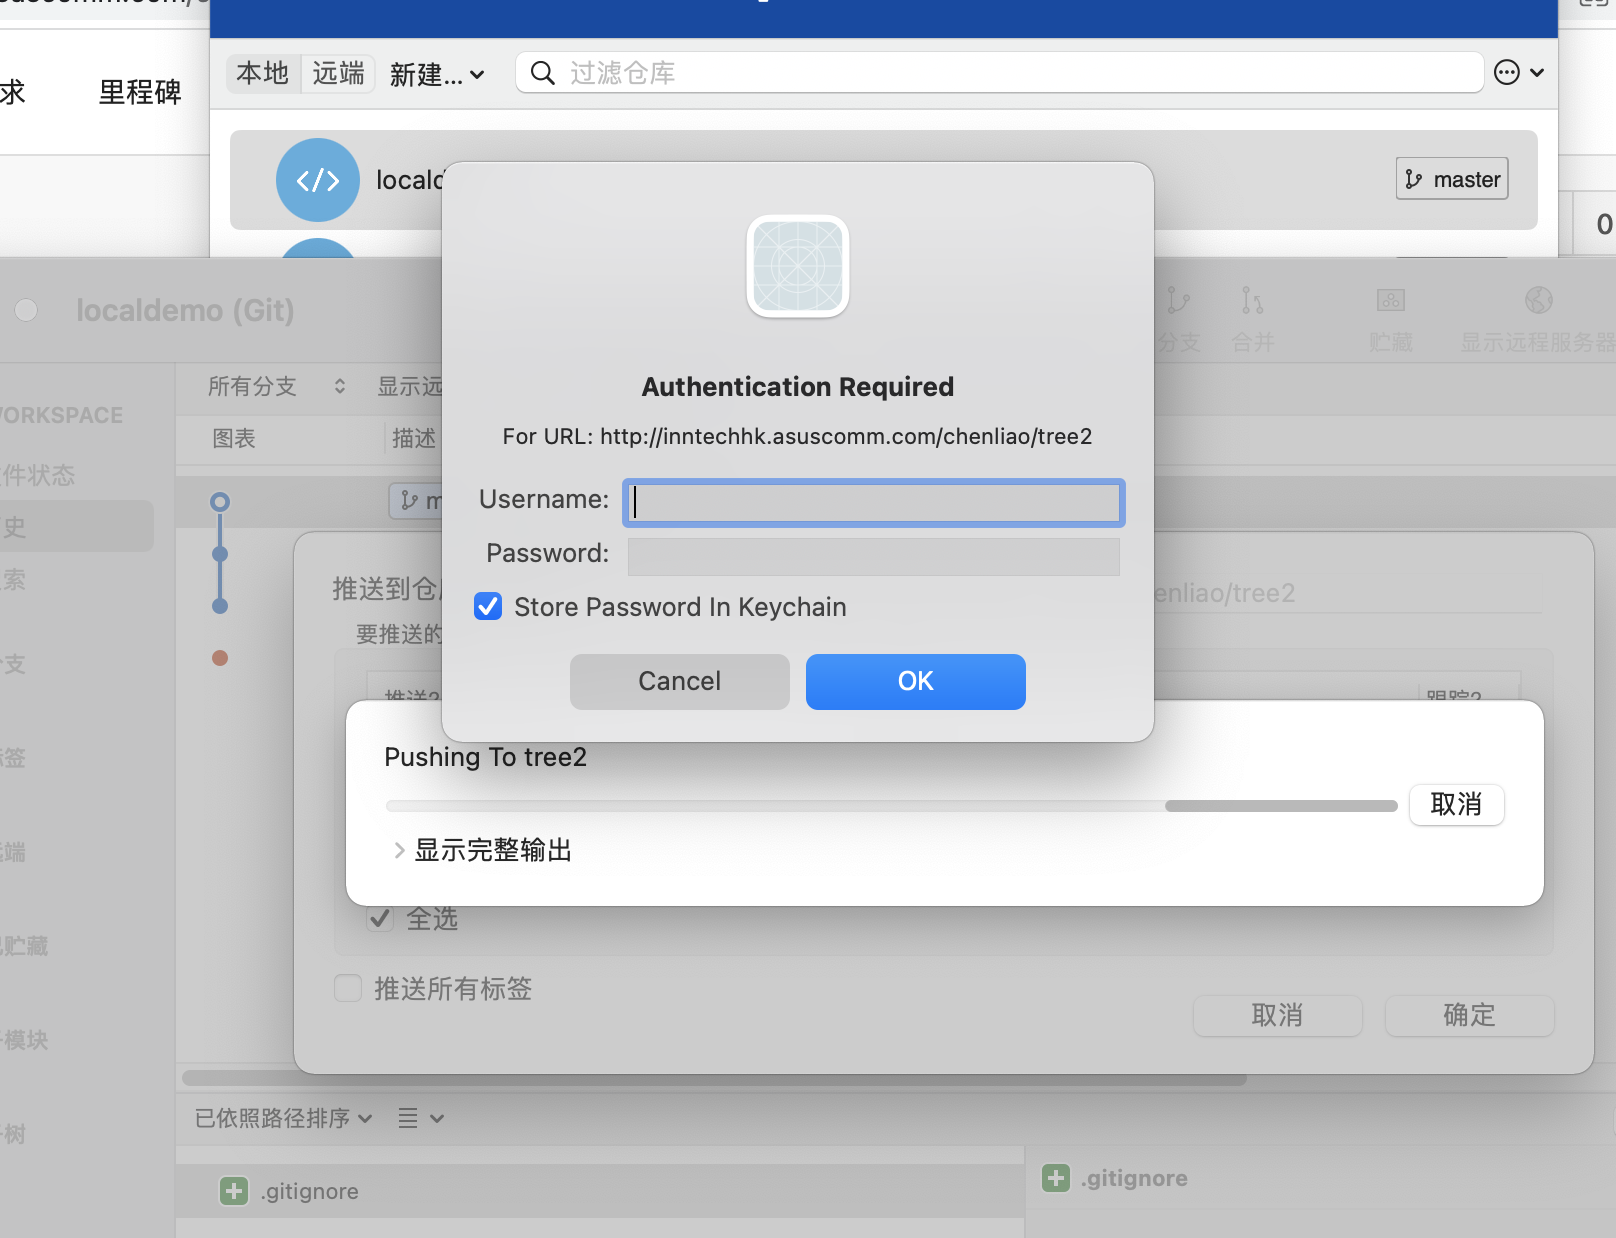 求
里程碑
本地
远端
新建...
过滤仓库
master
0
localdemo (Git)
分支
合并
贮藏
显示远程服务器
WORKSPACE
所有分支
图表
描述
件状态
史
索
支
签
端
贮藏
模块
树
Authentication Required
For URL: http://inntechhk.asuscomm.com/chenliao/tree2
Username:
Password:
Store Password In Keychain
Cancel
OK
推送到仓
enliao/tree2
要推送的
Pushing To tree2
取消
显示完整输出
全选
推送所有标签
取消
确定
已依照路径排序
.gitignore
.gitignore